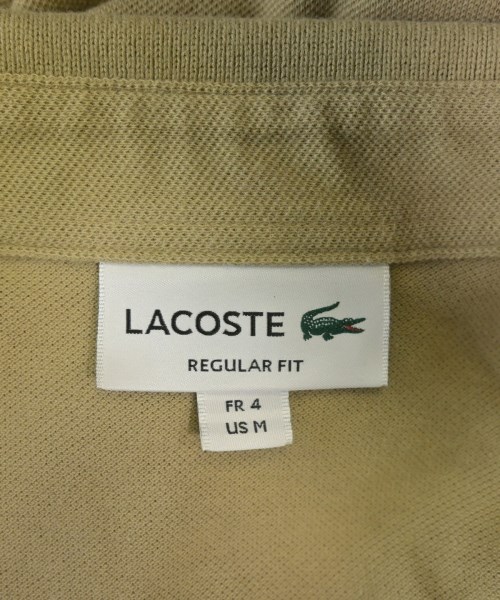 LACOSTE
REGULAR FIT
FR 4
US M